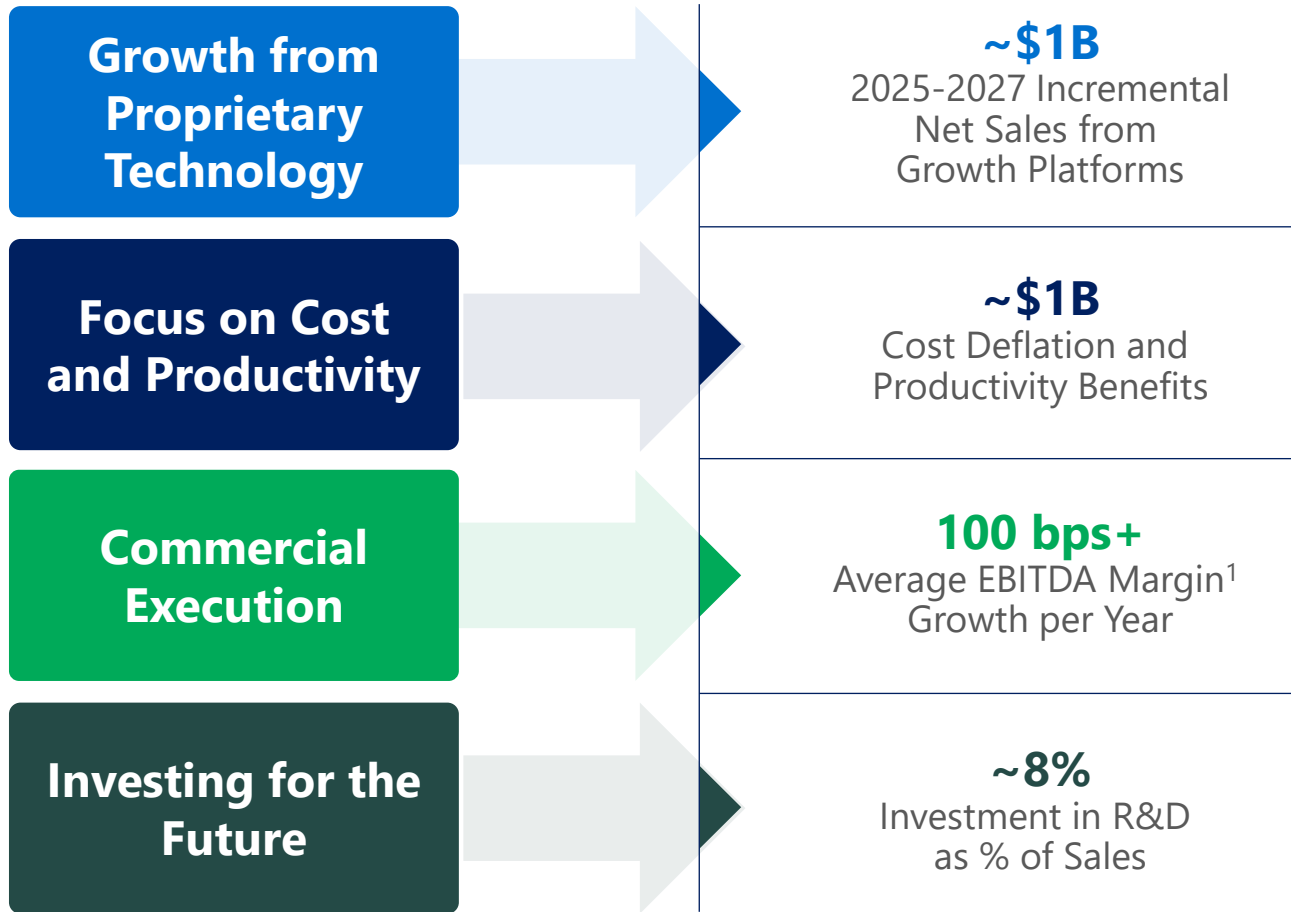 Growth from
Proprietary
Technology
~$1B
2025-2027 Incremental
Net Sales from
Growth Platforms
Focus on Cost
and Productivity
~$1B
Cost Deflation and
Productivity Benefits
Commercial
Execution
100 bps+
Average EBITDA Margin¹
Growth per Year
Investing for the
Future
~8%
Investment in R&D
as % of Sales